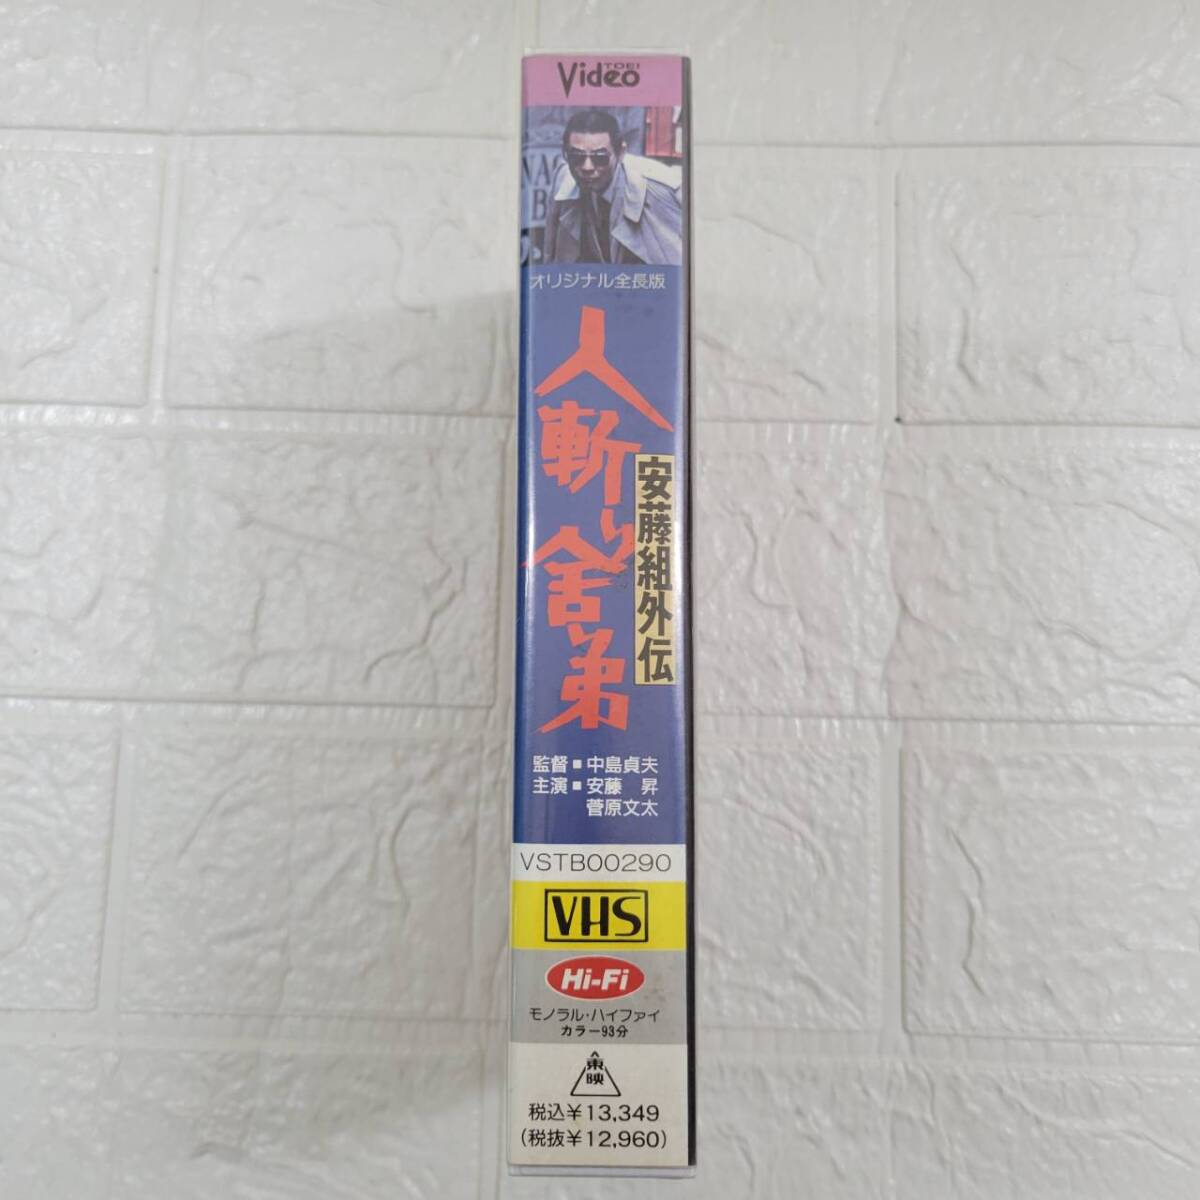 TOEI
Video
NAC
B
オリジナル全長版
人斬り舎弟
安藤組外伝
監督■中島貞夫
主演■安藤 昇
菅原文太
VSTB00290
VHS
Hi-Fi
モノラル・ハイファイ
カラー93分
東映
税込¥13,349
(税抜¥12,960)